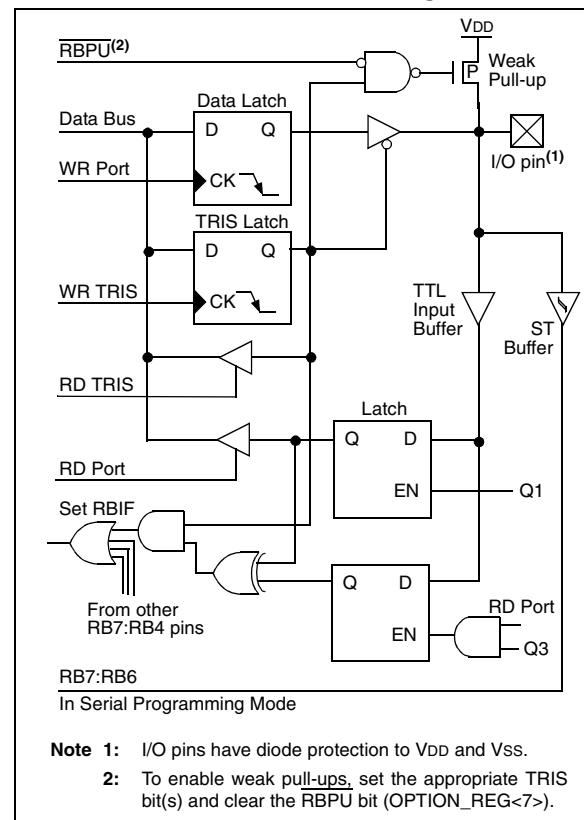 VDD
RBPU(2)
P
Weak
Pull-up
Data Latch
Data Bus
D Q
I/O pin(1)
WR Port
CK
TRIS Latch
D Q
WR TRIS
CK
TTL
Input
Buffer
ST
Buffer
RD TRIS
Latch
Q D
RD Port
EN
Q1
Set RBIF
Q D
RD Port
From other
RB7:RB4 pins
EN
Q3
RB7:RB6
In Serial Programming Mode
Note 1: I/O pins have diode protection to VDD and VSS.
2: To enable weak pull-ups, set the appropriate TRIS
bit(s) and clear the RBPU bit (OPTION_REG<7>).